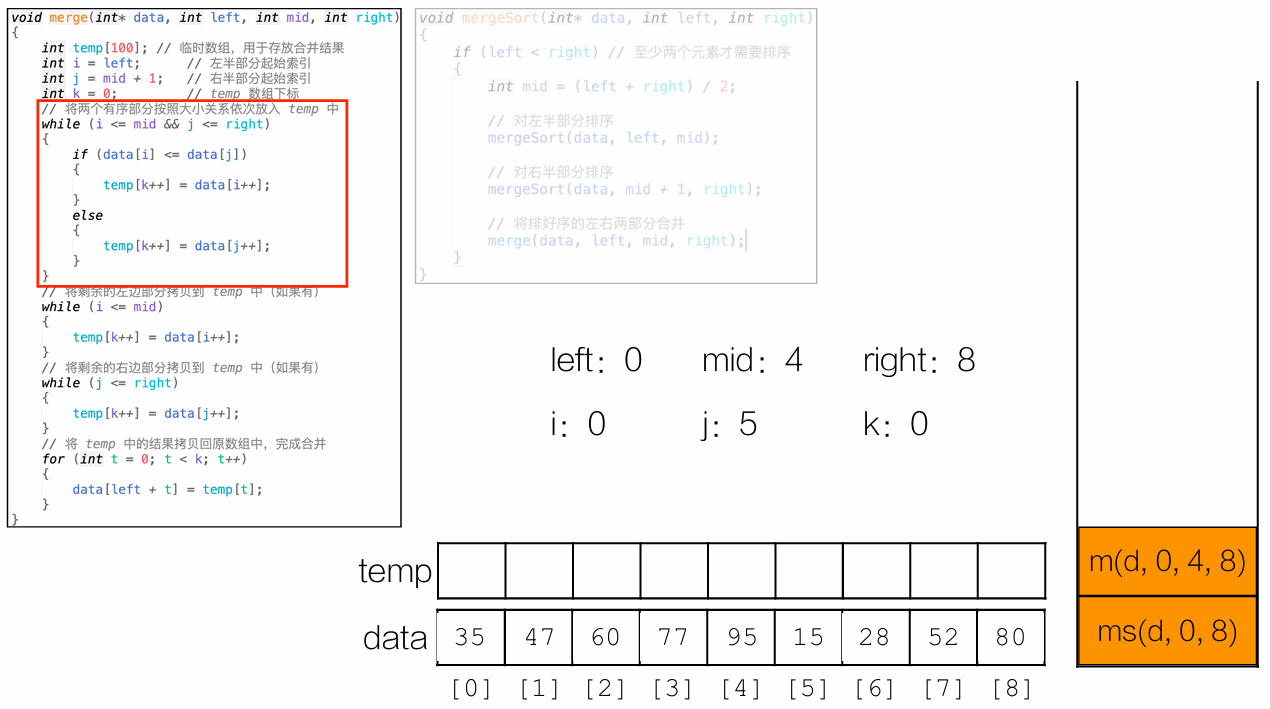 void merge(int* data, int left, int mid, int right)
{
int temp[100]; // 临时数组，用于存放合并结果
int i = left; // 左半部分起始索引
int j = mid + 1; // 右半部分起始索引
int k = 0; // temp 数组下标
// 将两个有序部分按照大小关系依次放入 temp 中
while (i <= mid && j <= right)
{
if (data[i] <= data[j])
{
temp[k++] = data[i++];
}
else
{
temp[k++] = data[j++];
}
}
// 将剩余的左边部分拷贝到 temp 中（如果有）
while (i <= mid)
{
temp[k++] = data[i++];
}
// 将剩余的右边部分拷贝到 temp 中（如果有）
while (j <= right)
{
temp[k++] = data[j++];
}
// 将 temp 中的结果拷贝回原数组中，完成合并
for (int t = 0; t < k; t++)
{
data[left + t] = temp[t];
}
}
void mergeSort(int* data, int left, int right)
{
if (left < right) // 至少两个元素才需要排序
{
int mid = (left + right) / 2;
// 对左半部分排序
mergeSort(data, left, mid);
// 对右半部分排序
mergeSort(data, mid + 1, right);
// 将排好序的左右两部分合并
merge(data, left, mid, right);
}
}
left：0 mid：4 right：8
i：0 j：5 k：0
temp
data 35 47 60 77 95 15 28 52 80
[0] [1] [2] [3] [4] [5] [6] [7] [8]
m(d, 0, 4, 8)
ms(d, 0, 8)